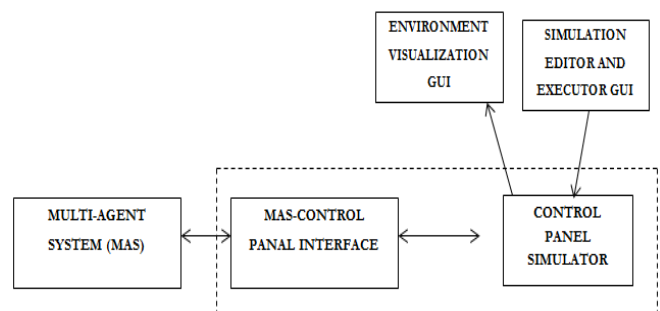 ENVIRONMENT
VISUALIZATION
GUI
SIMULATION
EDITOR AND
EXECUTOR GUI
MULTI-AGENT
SYSTEM (MAS)
MAS-CONTROL
PANAL INTERFACE
CONTROL
PANEL
SIMULATOR